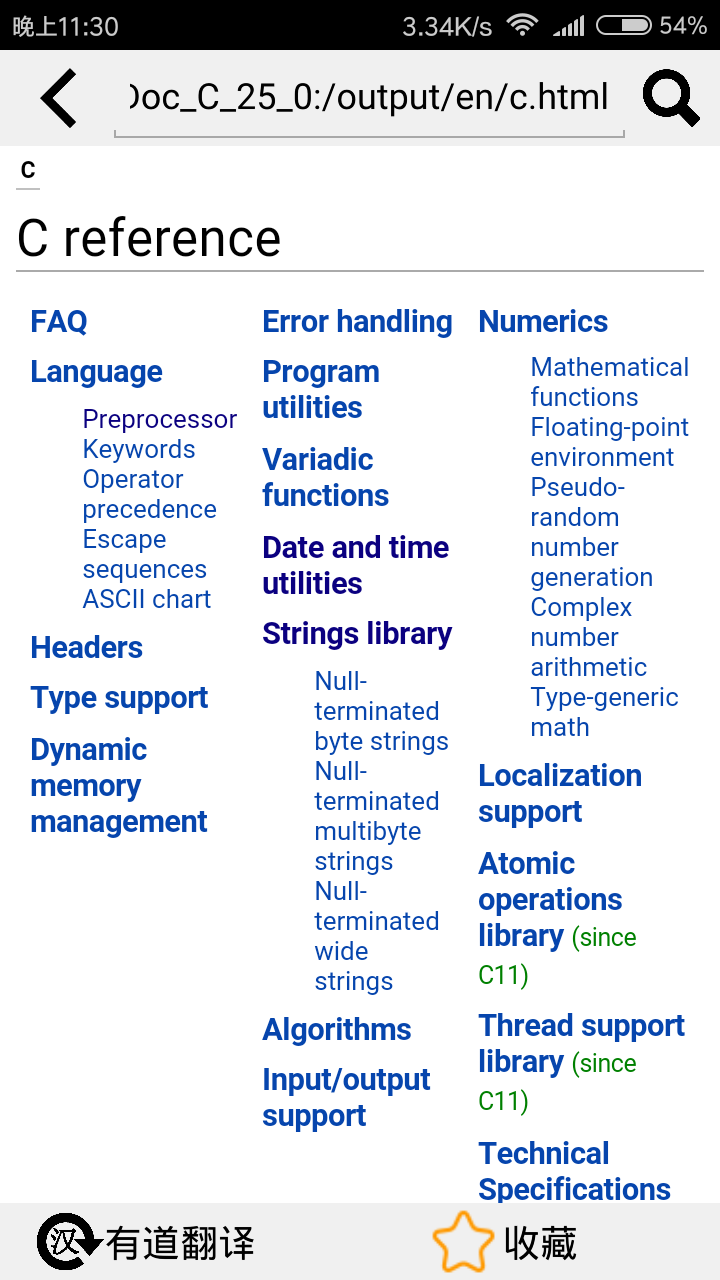 晚上11:30 3.34K/s 54%
Doc_C_25_0:/output/en/c.html
C
C reference
FAQ
Language
Preprocessor
Keywords
Operator
precedence
Escape
sequences
ASCII chart
Headers
Type support
Dynamic
memory
management
Error handling
Program
utilities
Variadic
functions
Date and time
utilities
Strings library
Null-
terminated
byte strings
Null-
terminated
multibyte
strings
Null-
terminated
wide
strings
Algorithms
Input/output
support
Numerics
Mathematical
functions
Floating-point
environment
Pseudo-
random
number
generation
Complex
number
arithmetic
Type-generic
math
Localization
support
Atomic
operations
library (since
C11)
Thread support
library (since
C11)
Technical
Specifications
汉 有道翻译 收藏